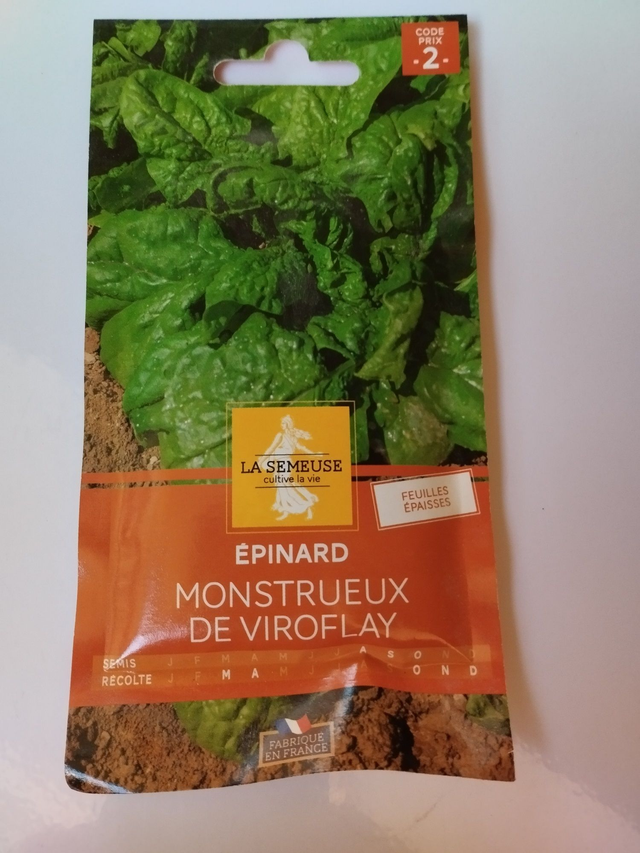 CODE
PRIX
- 2 -
LA SEMEUSE
cultive la vie
FEUILLES
ÉPAISSES
ÉPINARD
MONSTRUEUX
DE VIROFLAY
SEMIS J F M A M J J A S O N D
RÉCOLTE J F M A M J J A S O N D
FABRIQUÉ
EN FRANCE